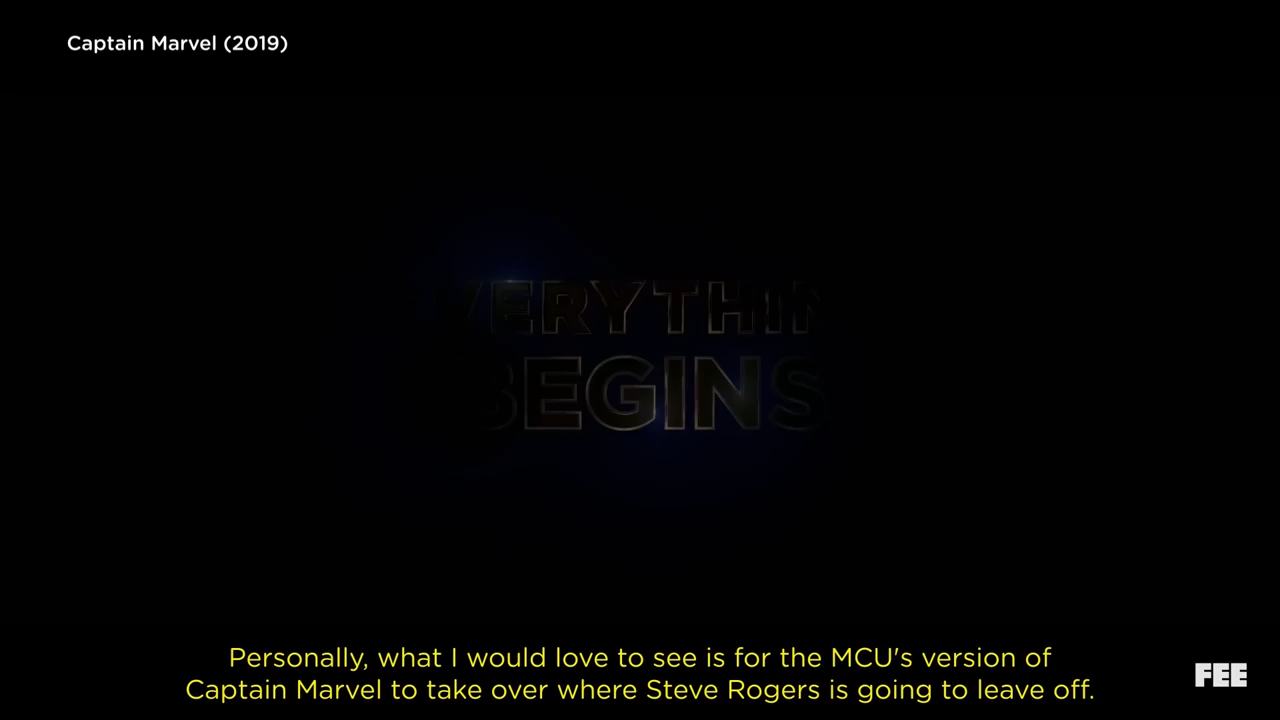 Captain Marvel (2019)
EVERYTHIN
BEGINS
Personally, what I would love to see is for the MCU's version of
Captain Marvel to take over where Steve Rogers is going to leave off.
FEE